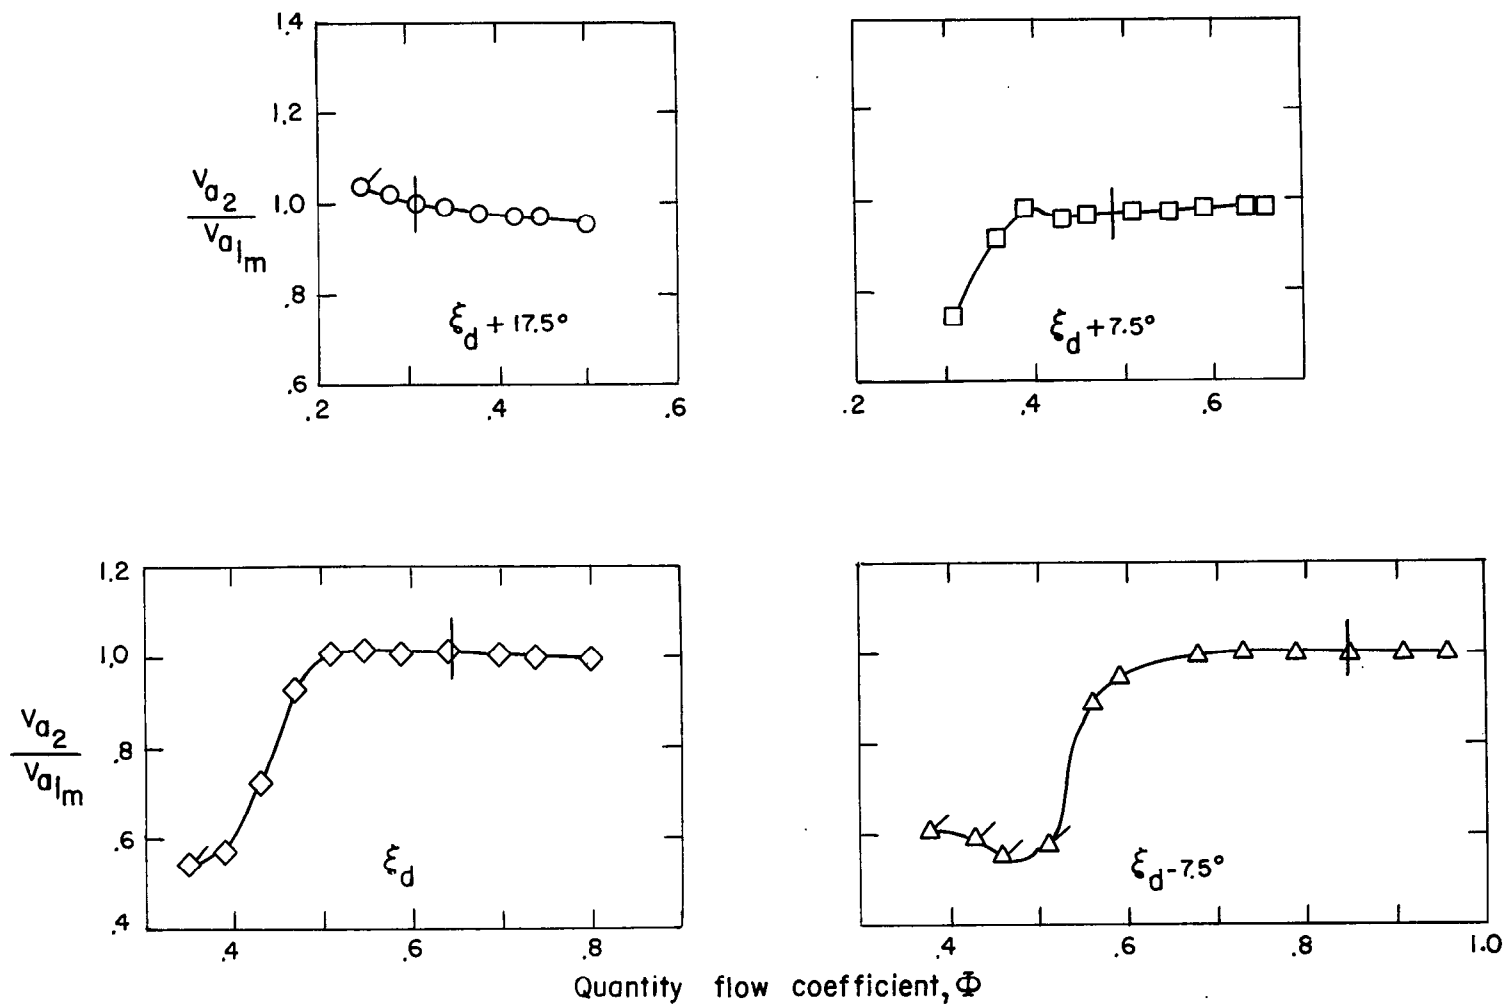 1.4
1.2
1.0
.8
.6
va2
va1m
ξd + 17.5°
.2 .4 .6
ξd + 7.5°
.2 .4 .6
1.2
1.0
.8
.6
.4
va2
va1m
ξd
.4 .6 .8
ξd - 7.5°
.4 .6 .8 1.0
Quantity flow coefficient, Φ